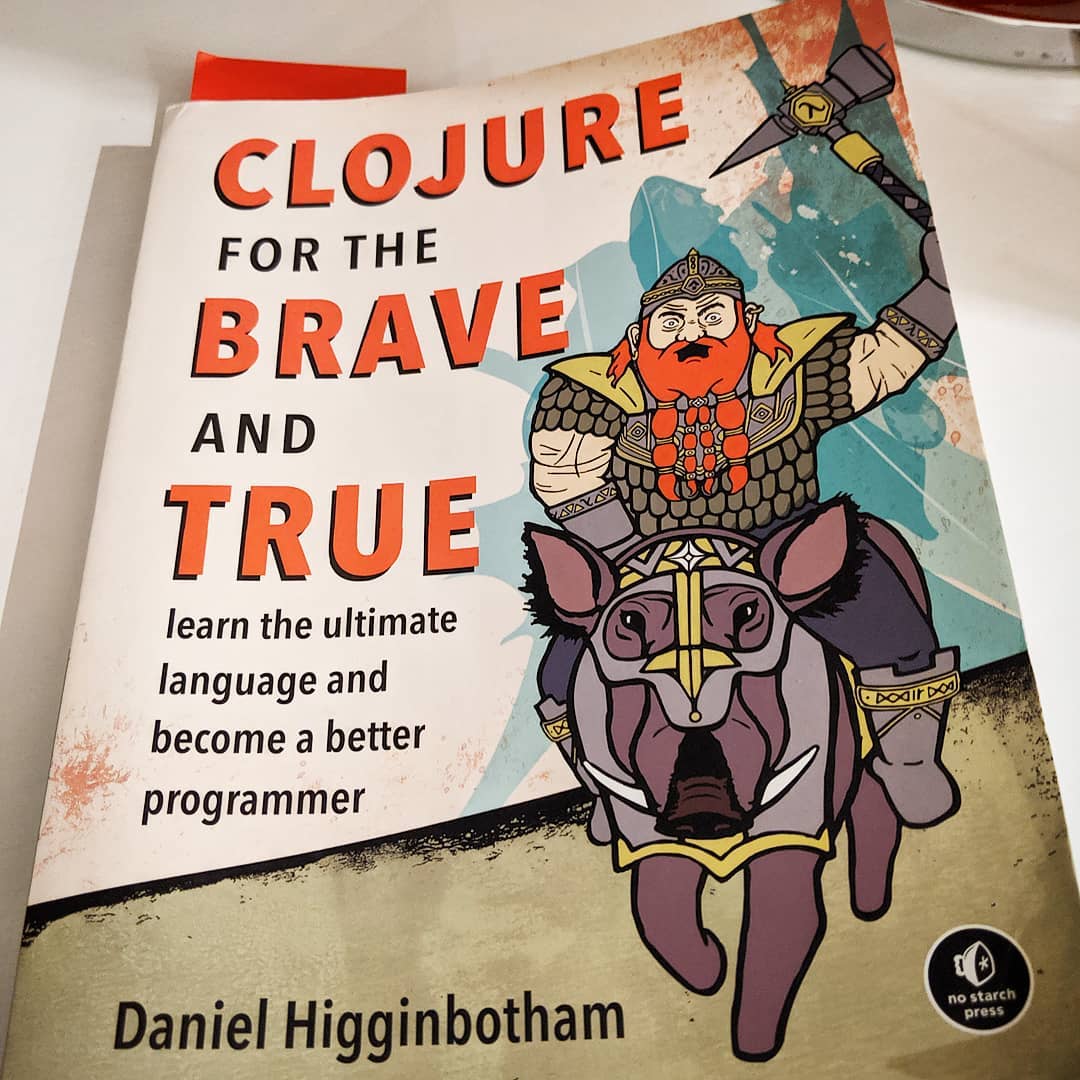 CLOJURE
FOR THE
BRAVE
AND
TRUE
learn the ultimate
language and
become a better
programmer
λ
Daniel Higginbotham
no starch
press